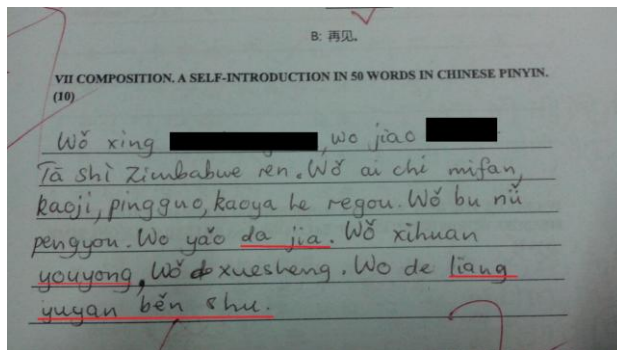 B: 再见。
VII COMPOSITION. A SELF-INTRODUCTION IN 50 WORDS IN CHINESE PINYIN.
(10)
Wǒ xing , wo jiao .
Tā shì Zimbabwe ren. Wǒ ai chi mifan,
kaoji, pingguo, kaoya he regou. Wǒ bu nǚ
pengyou. Wo yáo da jia. Wǒ xihuan
youyong, Wǒ de xuesheng. Wo de liang
yuyan běn shu.